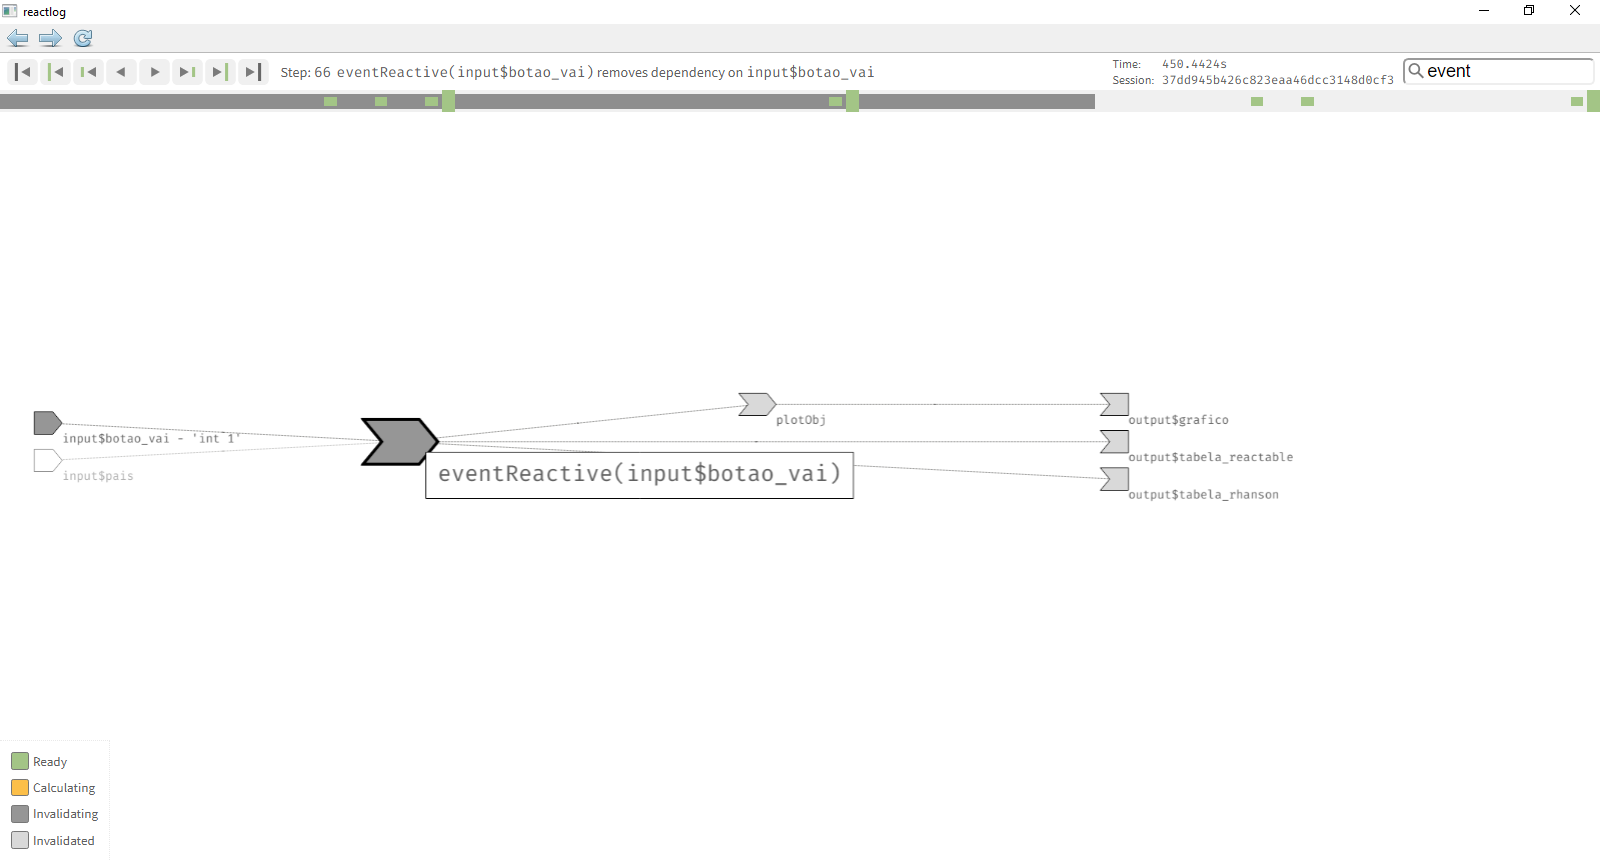 reactlog
Step: 66 eventReactive(input$botao_vai) removes dependency on input$botao_vai
Time: 450.4424s
Session: 37dd945b426c823eaa46dcc3148d0cf3
event
plotObj
output$grafico
input$botao_vai - 'int 1'
output$tabela_reactable
input$pais
eventReactive(input$botao_vai)
output$tabela_rhanson
Ready
Calculating
Invalidating
Invalidated